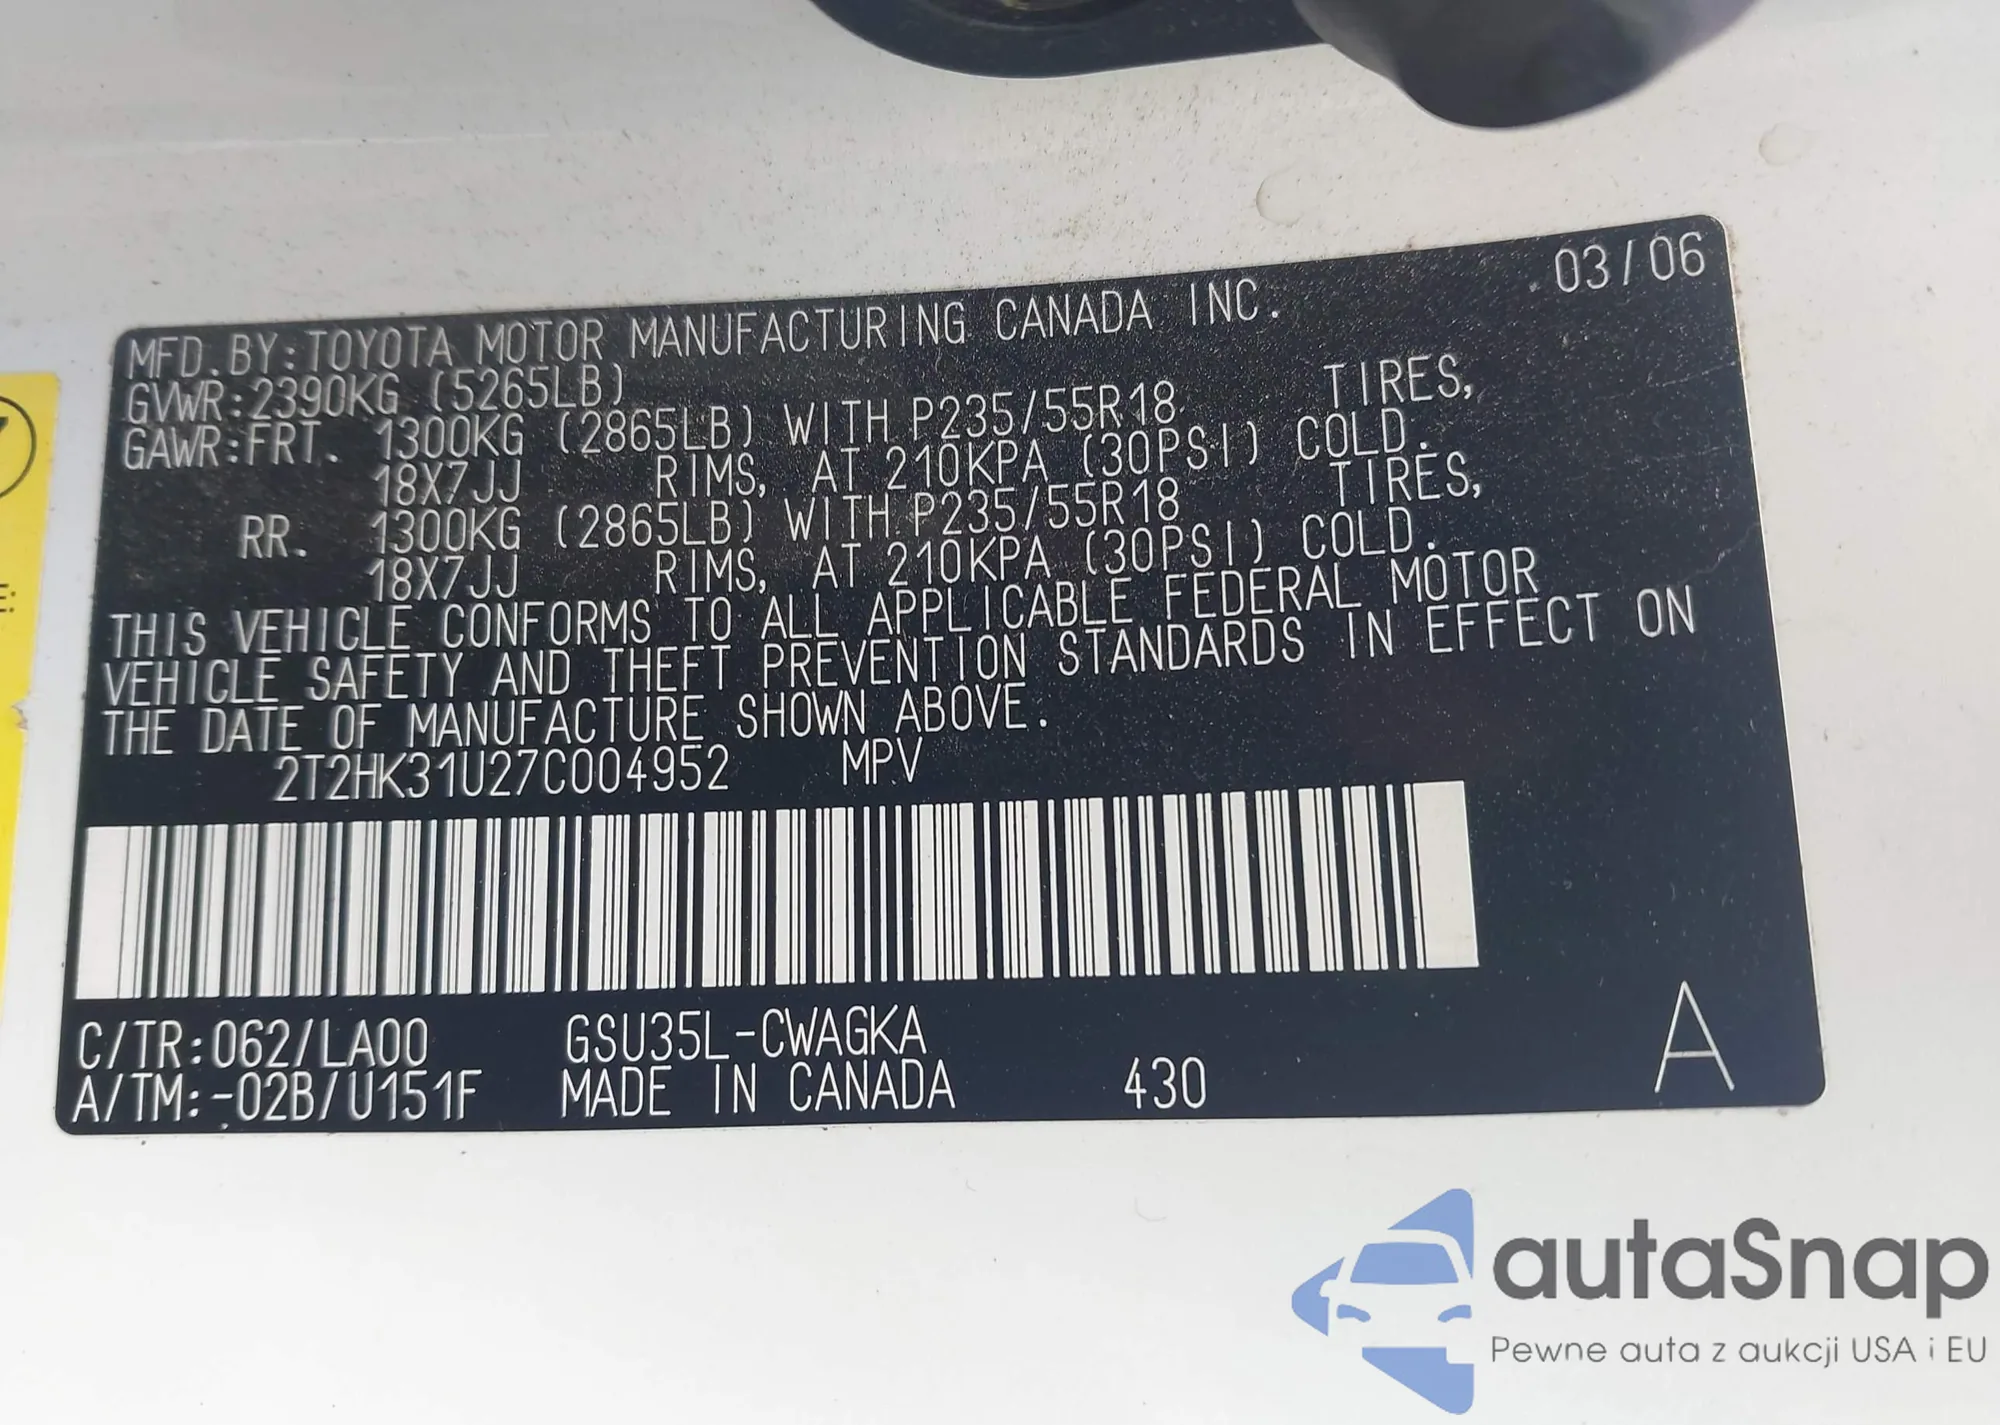 03/06
MFD.BY:TOYOTA MOTOR MANUFACTURING CANADA INC.
GVWR:2390KG (5265LB)
GAWR:FRT. 1300KG (2865LB) WITH P235/55R18 TIRES,
18X7JJ RIMS, AT 210KPA (30PSI) COLD.
RR. 1300KG (2865LB) WITH P235/55R18 TIRES,
18X7JJ RIMS, AT 210KPA (30PSI) COLD.
THIS VEHICLE CONFORMS TO ALL APPLICABLE FEDERAL MOTOR
VEHICLE SAFETY AND THEFT PREVENTION STANDARDS IN EFFECT ON
THE DATE OF MANUFACTURE SHOWN ABOVE.
2T2HK31U27C004952 MPV
C/TR:062/LA00 GSU35L-CWAGKA
A/TM:-02B/U151F MADE IN CANADA 430 A
E:
autaSnap
Pewne auta z aukcji USA i EU